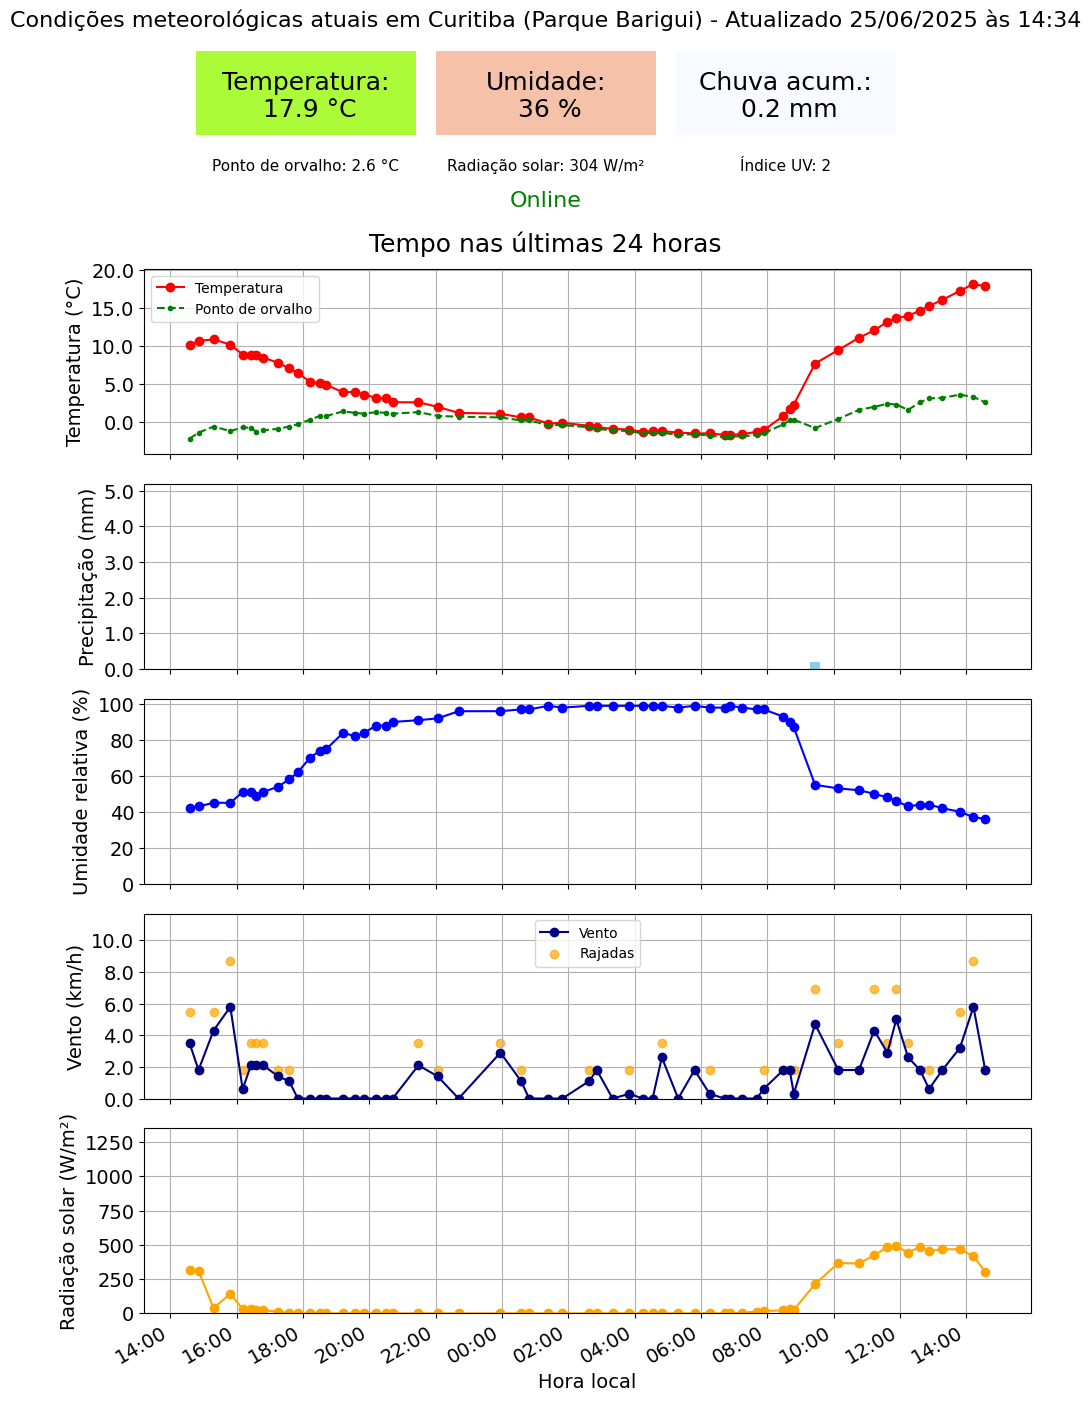 Condições meteorológicas atuais em Curitiba (Parque Barigui) - Atualizado 25/06/2025 às 14:34
Temperatura:
17.9 °C
Umidade:
36 %
Chuva acum.:
0.2 mm
Ponto de orvalho: 2.6 °C
Radiação solar: 304 W/m²
Índice UV: 2
Online
Tempo nas últimas 24 horas
Temperatura (°C)
20.0
15.0
10.0
5.0
0.0
Temperatura
Ponto de orvalho
Precipitação (mm)
5.0
4.0
3.0
2.0
1.0
0.0
Umidade relativa (%)
100
80
60
40
20
0
Vento (km/h)
10.0
8.0
6.0
4.0
2.0
0.0
Vento
Rajadas
Radiação solar (W/m²)
1250
1000
750
500
250
0
14:00
16:00
18:00
20:00
22:00
00:00
02:00
04:00
06:00
08:00
10:00
12:00
14:00
Hora local